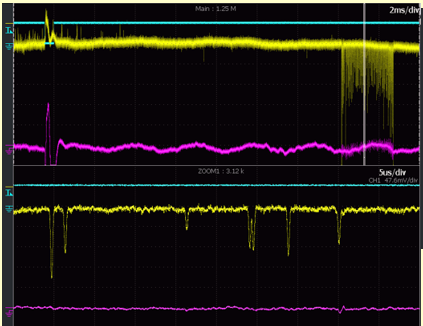 Main : 1.25 M
2ms/div
ZOOM1 : 3.12 k
5us/div
CH1 47.6mV/div